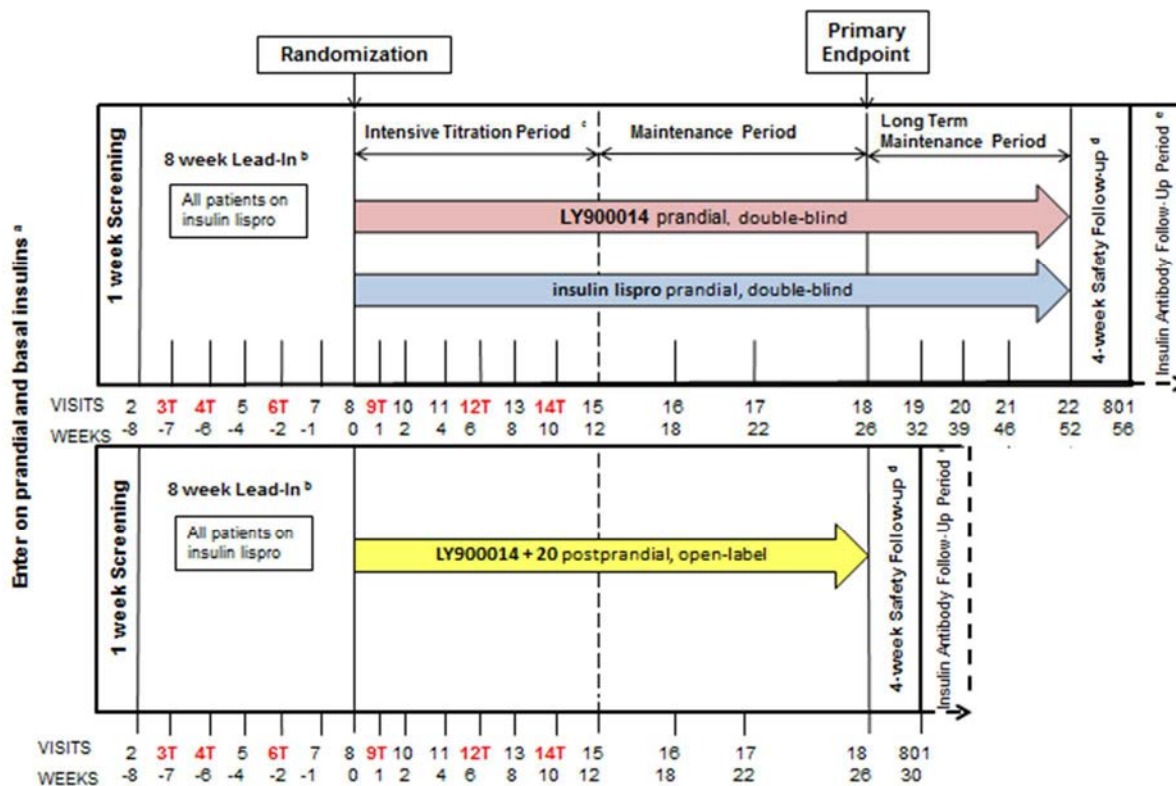 Randomization
Primary
Endpoint
Enter on prandial and basal insulins a
1 week Screening
8 week Lead-In b
All patients on
insulin lispro
Intensive Titration Period c
Maintenance Period
Long Term
Maintenance Period
LY900014 prandial, double-blind
insulin lispro prandial, double-blind
4-week Safety Follow-up d
Insulin Antibody Follow-Up Period e
VISITS 2 3T 4T 5 6T 7 8 9T 10 11 12T 13 14T 15 16 17 18 19 20 21 22 801
WEEKS -8 -7 -6 -4 -2 -1 0 1 2 4 6 8 10 12 18 22 26 32 39 46 52 56
1 week Screening
8 week Lead-In b
All patients on
insulin lispro
LY900014 + 20 postprandial, open-label
4-week Safety Follow-up d
Insulin Antibody Follow-Up Period
VISITS 2 3T 4T 5 6T 7 8 9T 10 11 12T 13 14T 15 16 17 18 801
WEEKS -8 -7 -6 -4 -2 -1 0 1 2 4 6 8 10 12 18 22 26 30